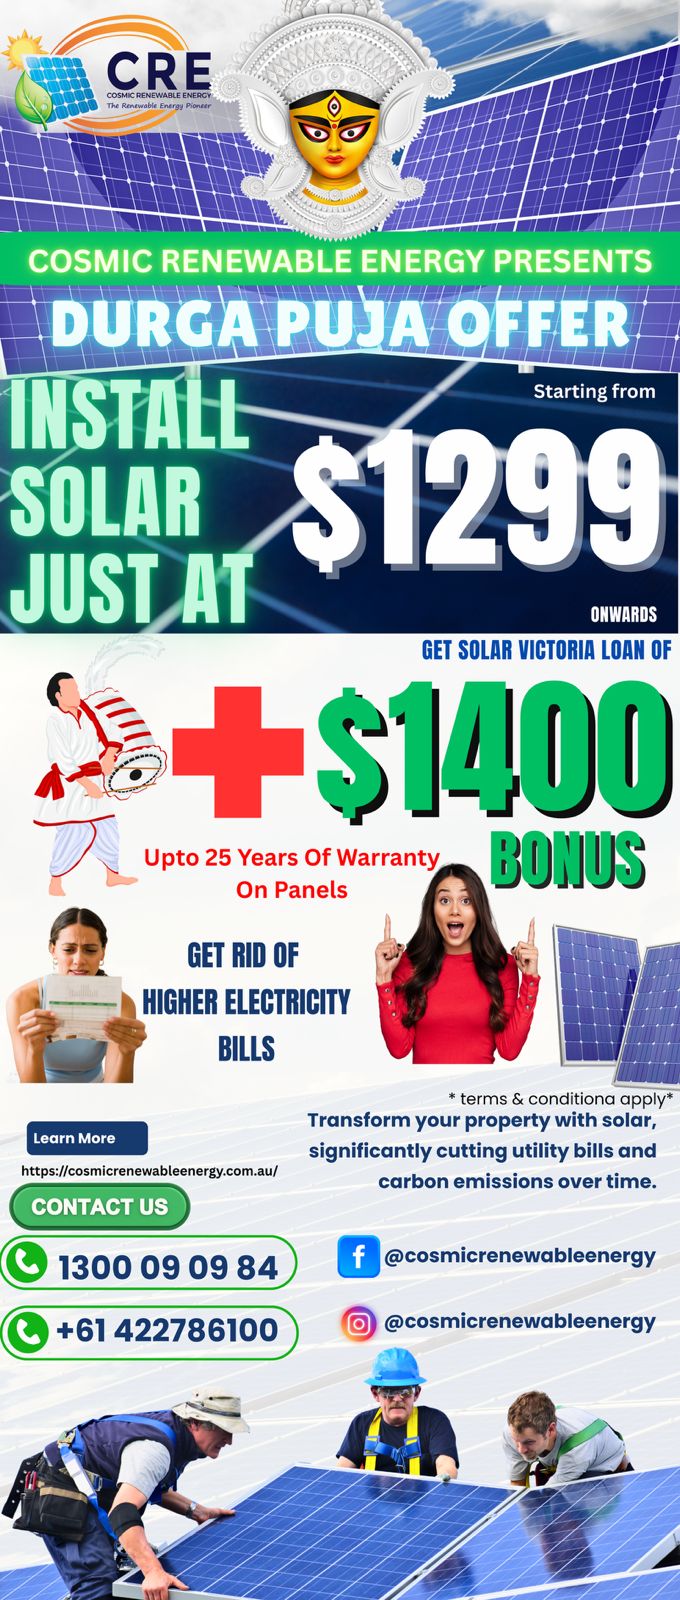 CRE
COSMIC RENEWABLE ENERGY
The Renewable Energy Pioneer
COSMIC RENEWABLE ENERGY PRESENTS
DURGA PUJA OFFER
INSTALL
SOLAR
JUST AT
Starting from
$1299
ONWARDS
GET SOLAR VICTORIA LOAN OF
$1400
BONUS
Upto 25 Years Of Warranty
On Panels
GET RID OF
HIGHER ELECTRICITY
BILLS
* terms & conditiona apply*
Transform your property with solar,
significantly cutting utility bills and
carbon emissions over time.
Learn More
https://cosmicrenewableenergy.com.au/
CONTACT US
1300 09 09 84
+61 422786100
@cosmicrenewableenergy
@cosmicrenewableenergy